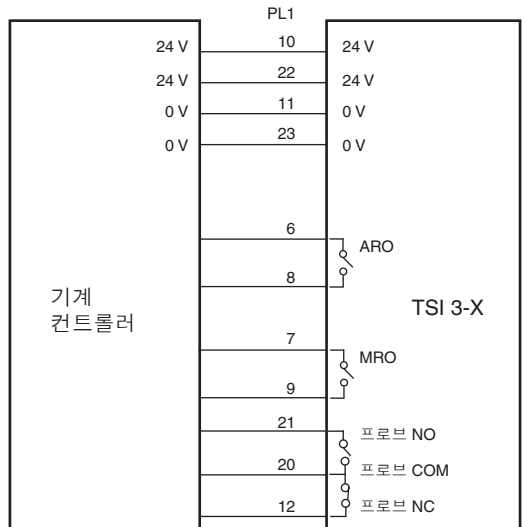 PL1
24 V 10 24 V
24 V 22 24 V
0 V 11 0 V
0 V 23 0 V
6
ARO
8
기계
컨트롤러
TSI 3-X
7
MRO
9
21
프로브 NO
20
프로브 COM
12
프로브 NC